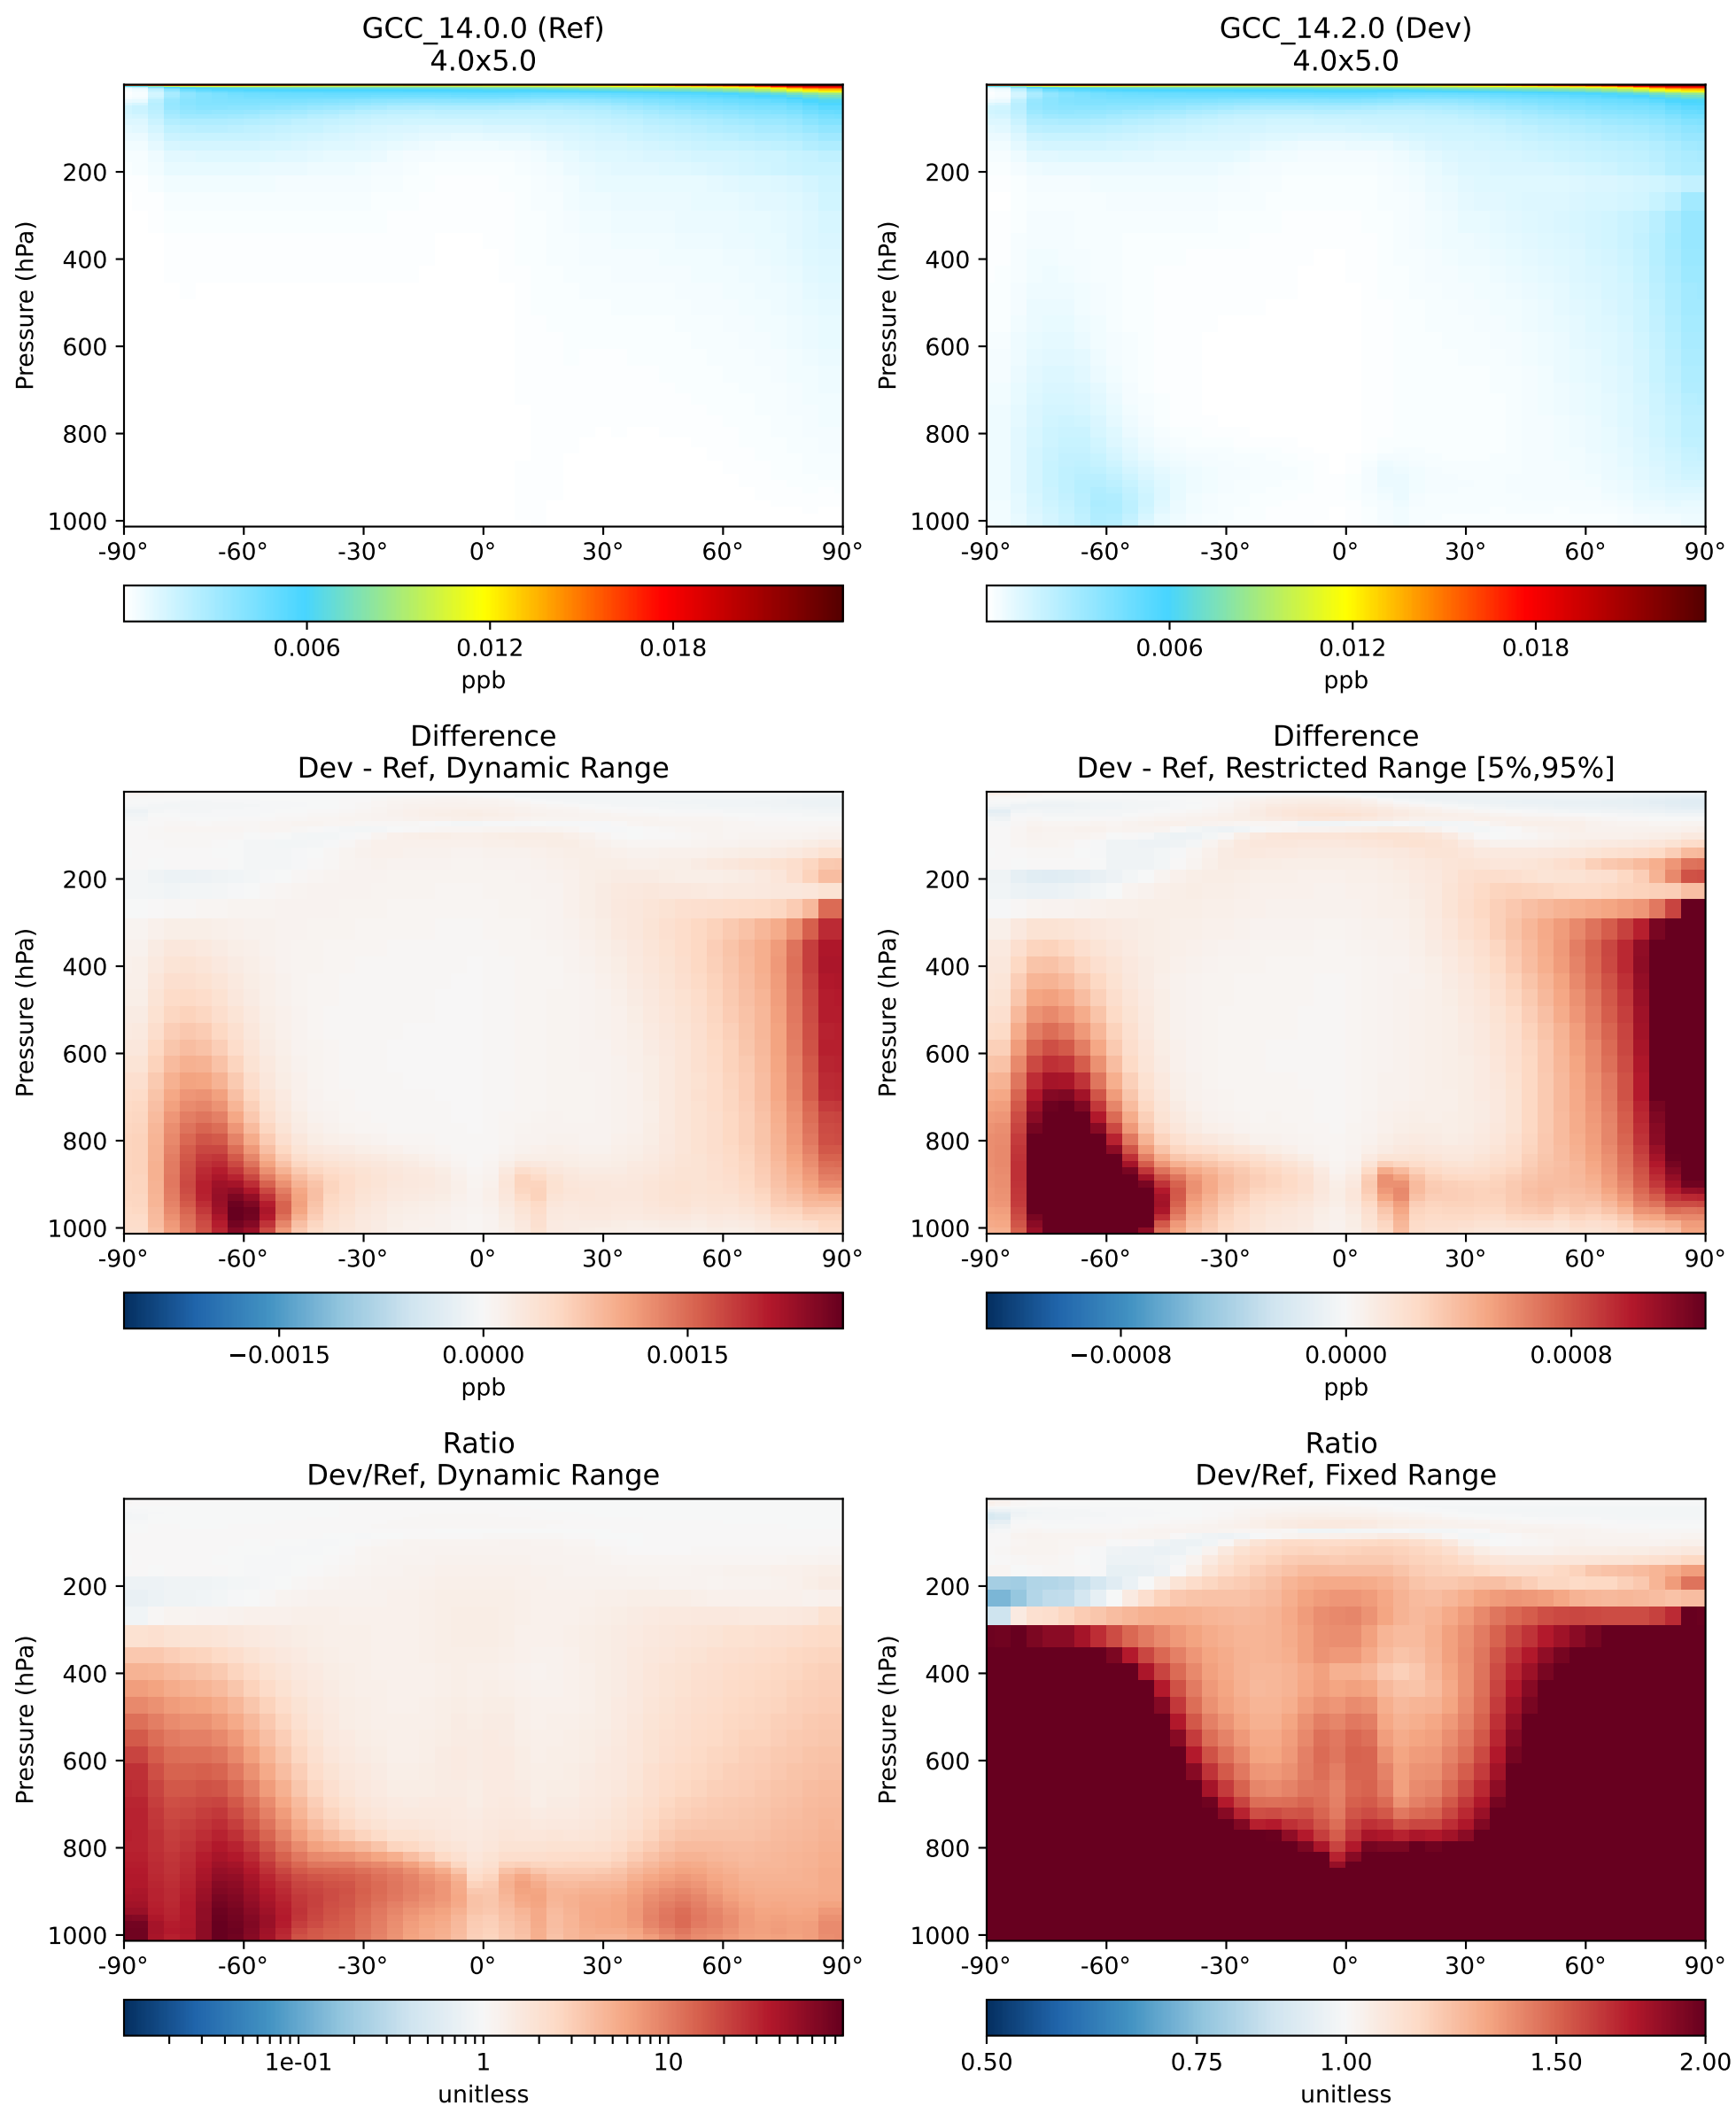 GCC_14.0.0 (Ref)
4.0x5.0
Pressure (hPa)
200
400
600
800
1000
-90° -60° -30° 0° 30° 60° 90°
0.006 0.012 0.018
ppb
GCC_14.2.0 (Dev)
4.0x5.0
Pressure (hPa)
200
400
600
800
1000
-90° -60° -30° 0° 30° 60° 90°
0.006 0.012 0.018
ppb
Difference
Dev - Ref, Dynamic Range
Pressure (hPa)
200
400
600
800
1000
-90° -60° -30° 0° 30° 60° 90°
−0.0015 0.0000 0.0015
ppb
Difference
Dev - Ref, Restricted Range [5%,95%]
Pressure (hPa)
200
400
600
800
1000
-90° -60° -30° 0° 30° 60° 90°
−0.0008 0.0000 0.0008
ppb
Ratio
Dev/Ref, Dynamic Range
Pressure (hPa)
200
400
600
800
1000
-90° -60° -30° 0° 30° 60° 90°
1e-01 1 10
unitless
Ratio
Dev/Ref, Fixed Range
Pressure (hPa)
200
400
600
800
1000
-90° -60° -30° 0° 30° 60° 90°
0.50 0.75 1.00 1.50 2.00
unitless